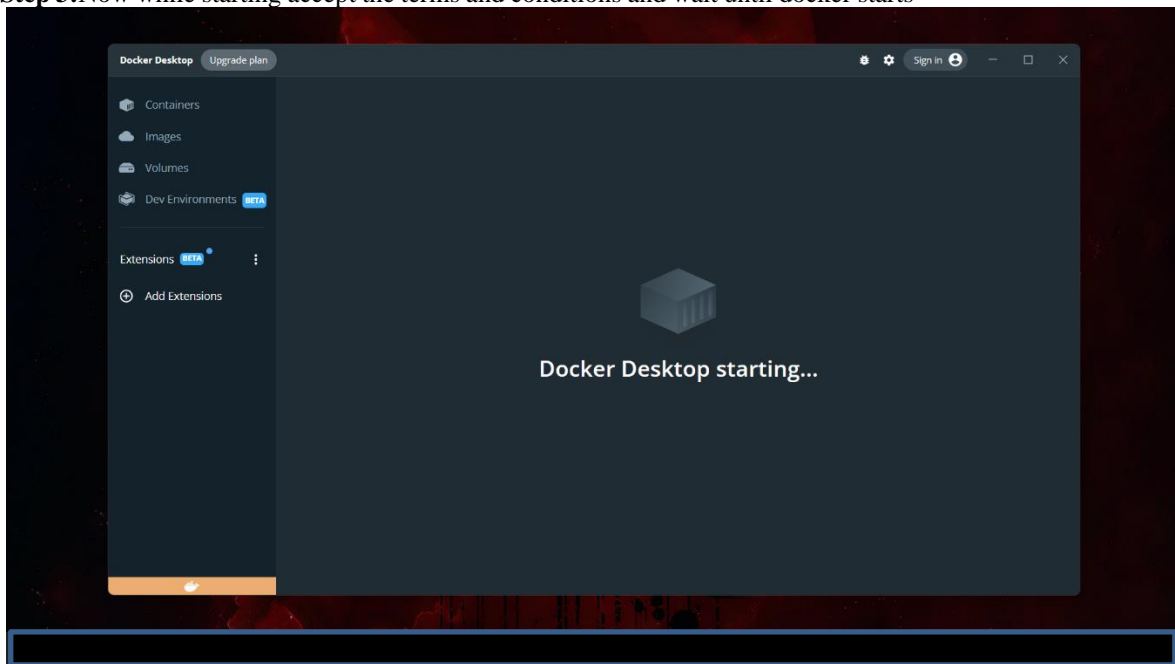 Step 5:Now while starting accept the terms and conditions and wait until docker starts
Docker Desktop Upgrade plan Sign in
Containers
Images
Volumes
Dev Environments BETA
Extensions BETA
Add Extensions
Docker Desktop starting...